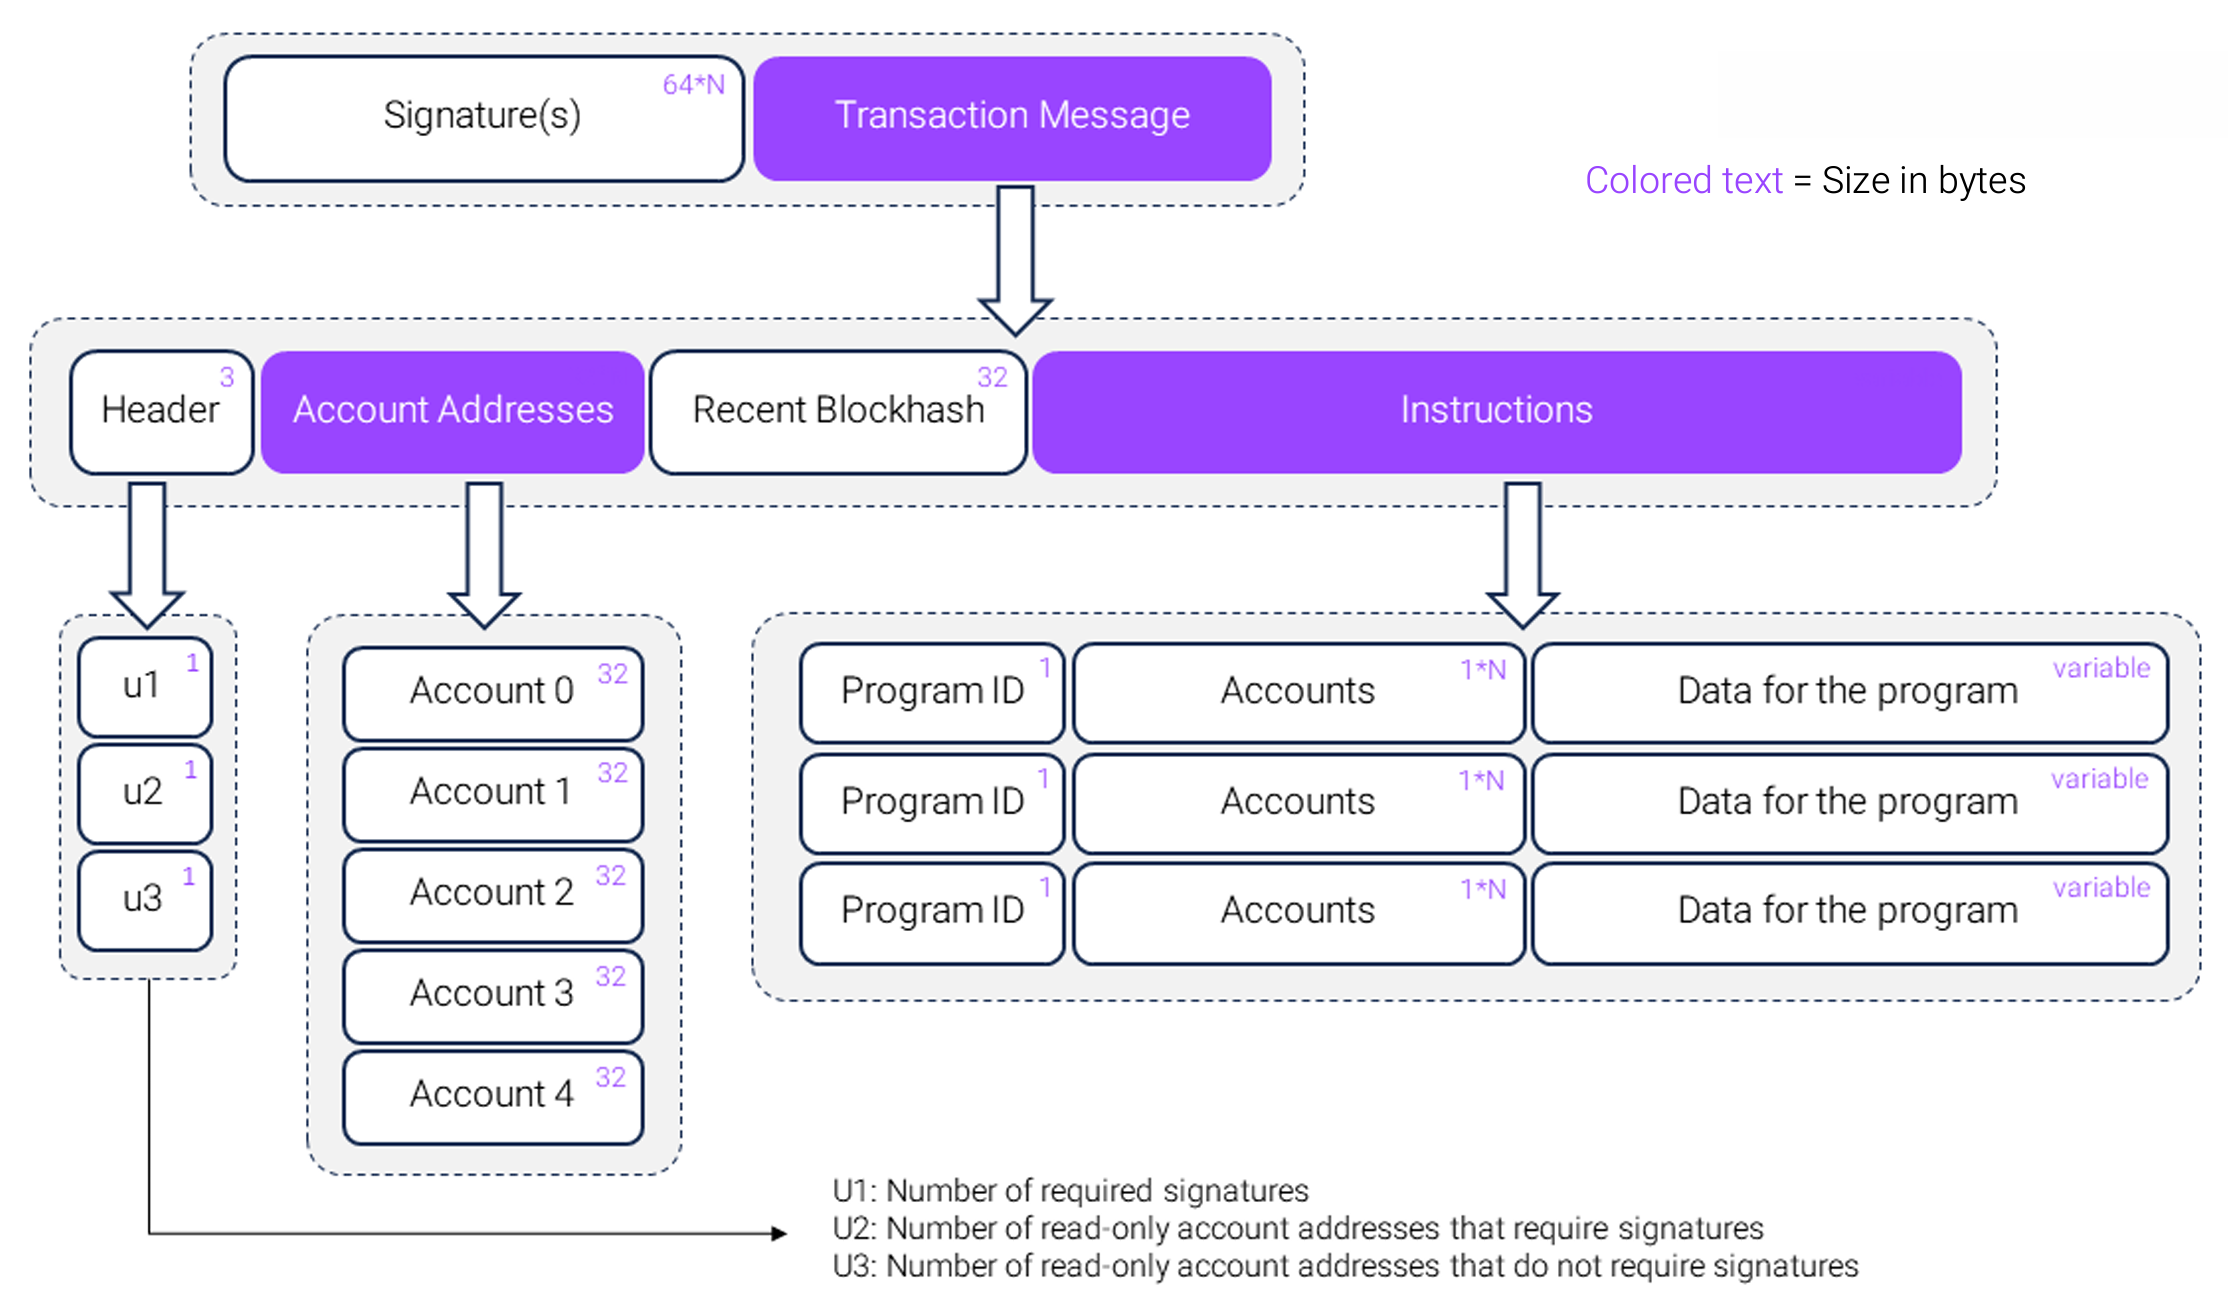 64*N
Signature(s)
Transaction Message
Colored text = Size in bytes
3
Header
Account Addresses
32
Recent Blockhash
Instructions
1
u1
1
u2
1
u3
32
Account 0
32
Account 1
32
Account 2
32
Account 3
32
Account 4
1
Program ID
1*N
Accounts
variable
Data for the program
1
Program ID
1*N
Accounts
variable
Data for the program
1
Program ID
1*N
Accounts
variable
Data for the program
U1: Number of required signatures
U2: Number of read-only account addresses that require signatures
U3: Number of read-only account addresses that do not require signatures